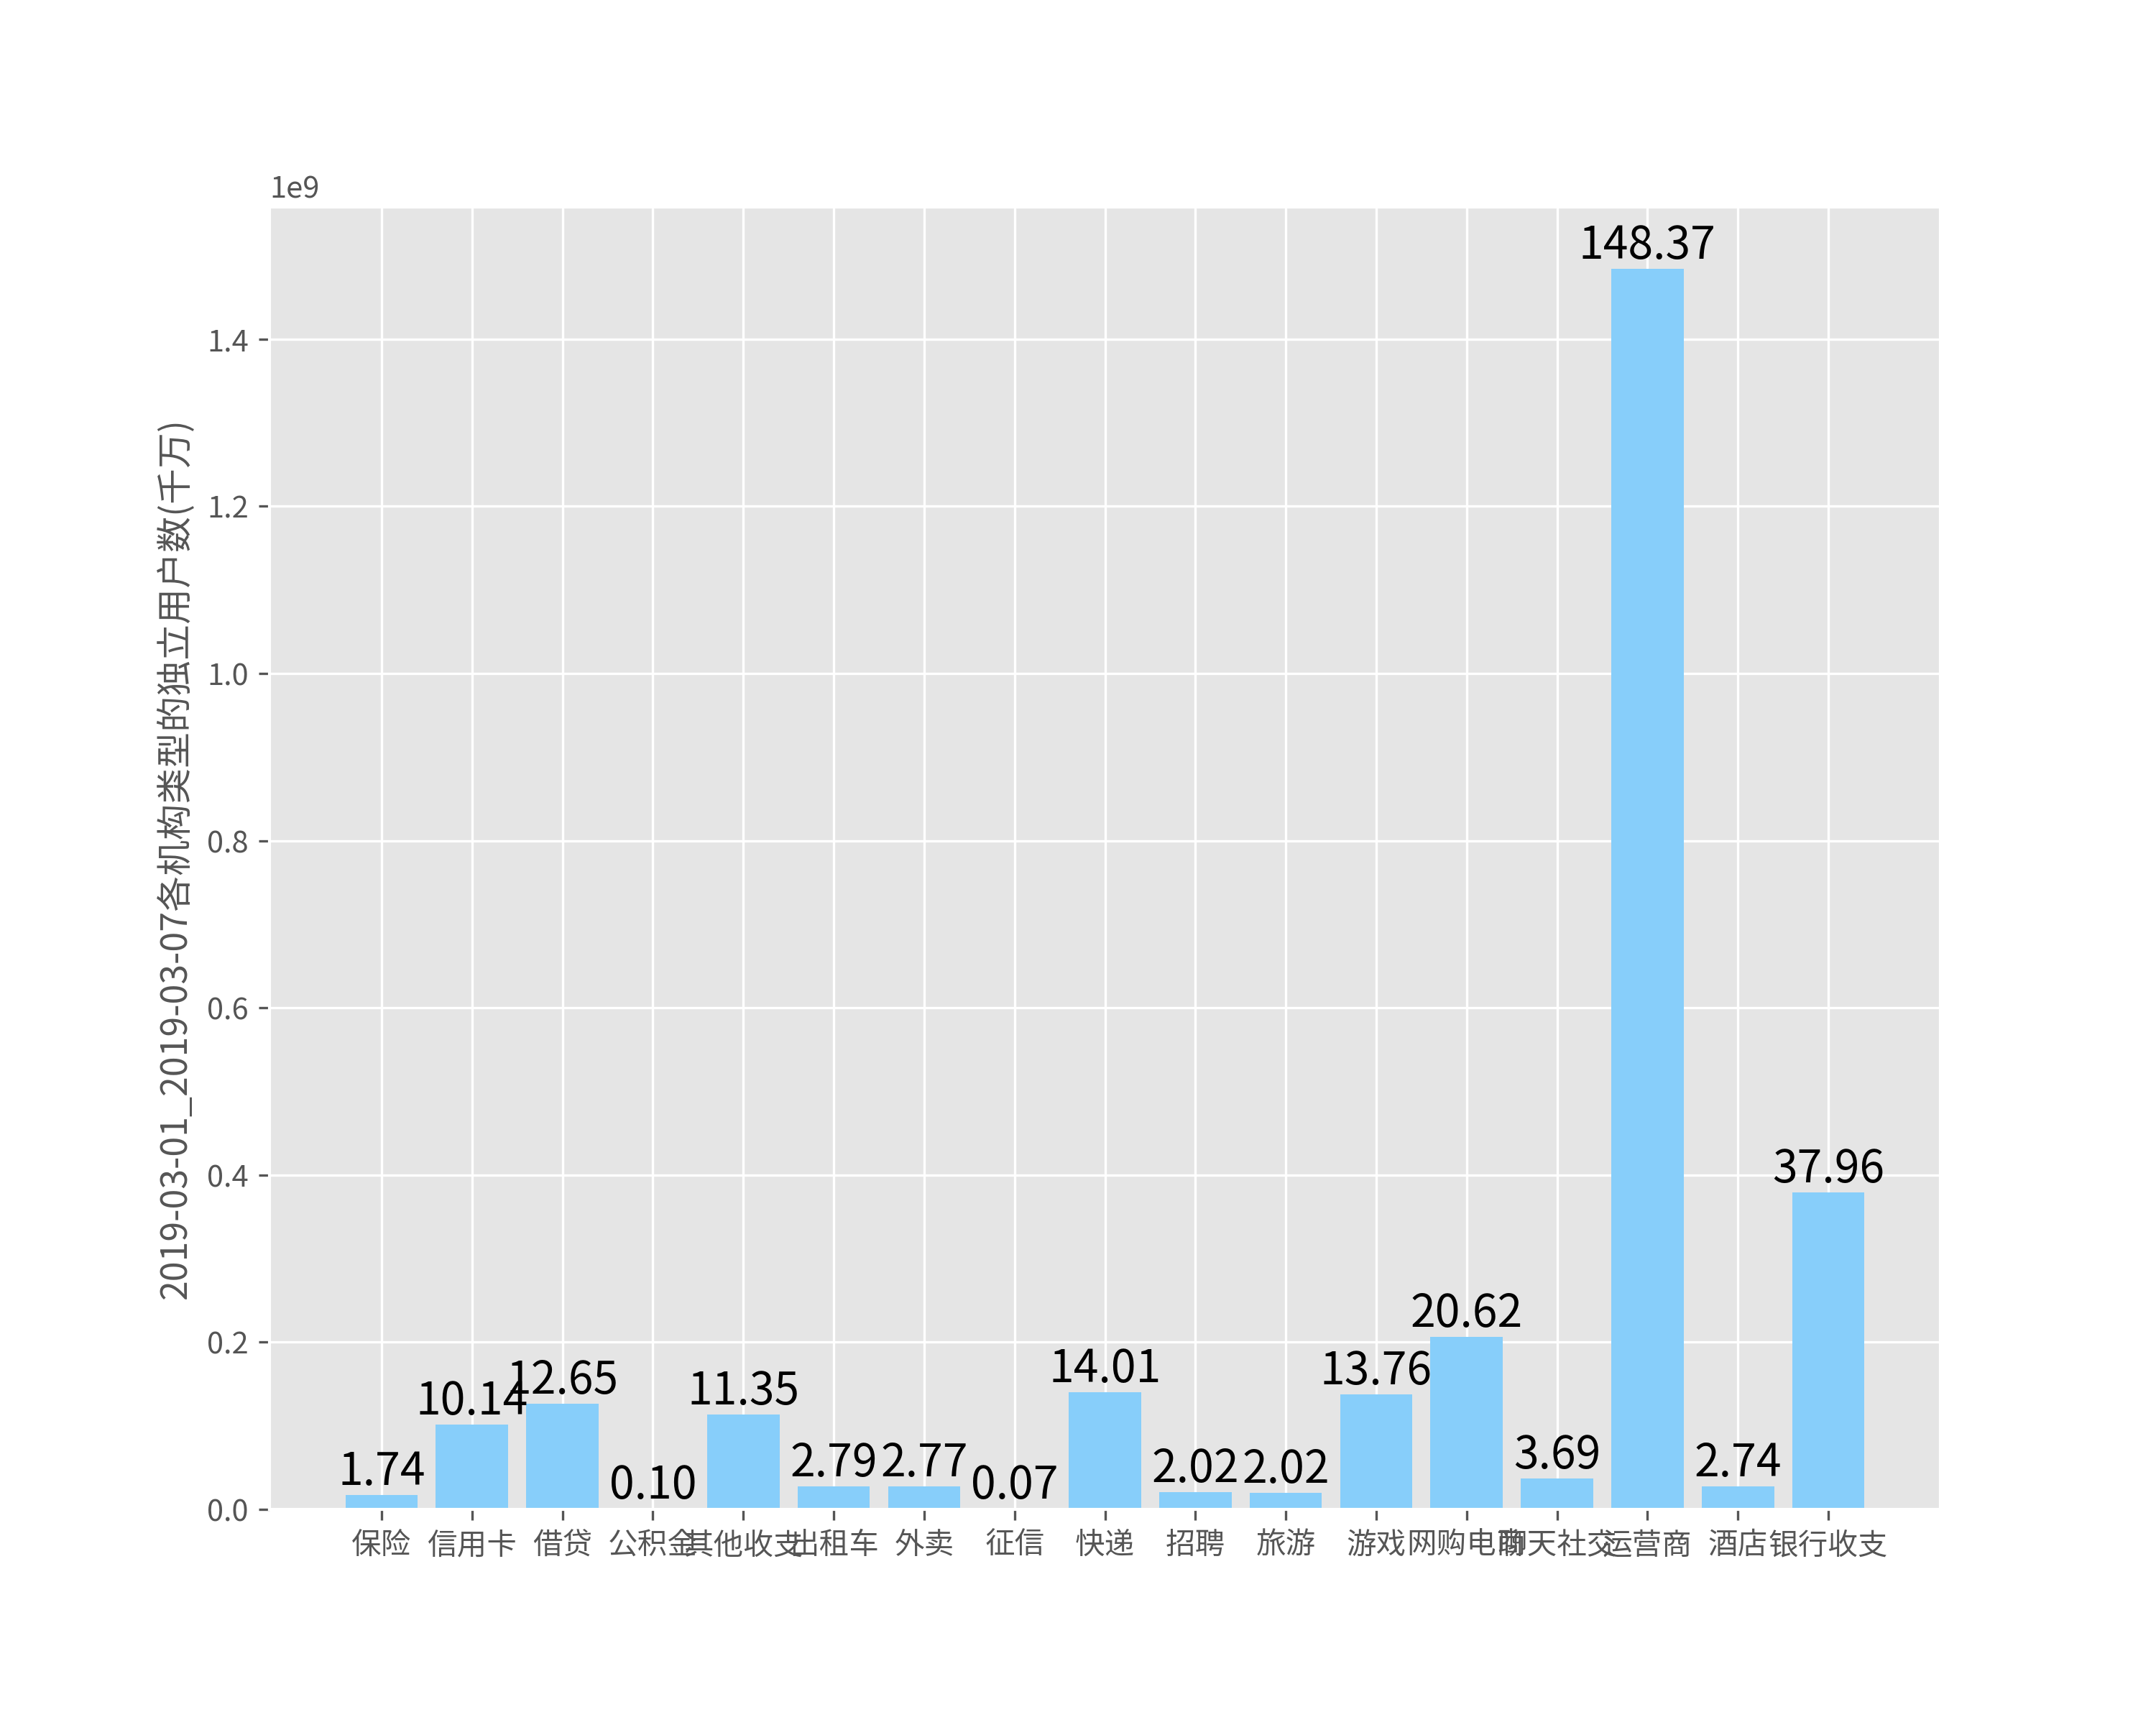 1e9
148.37
1.4
1.2
1.0
0.8
0.6
0.4
0.2
0.0
2019-03-01_2019-03-07各机构类型的独立用户数(千万)
1.74
10.14
12.65
0.10
11.35
2.79
2.77
0.07
14.01
2.02
2.02
13.76
20.62
3.69
2.74
37.96
保险
信用卡
借贷
公积金
其他收支
出租车
外卖
征信
快递
招聘
旅游
游戏
网购电商
聊天社交
运营商
酒店
银行收支